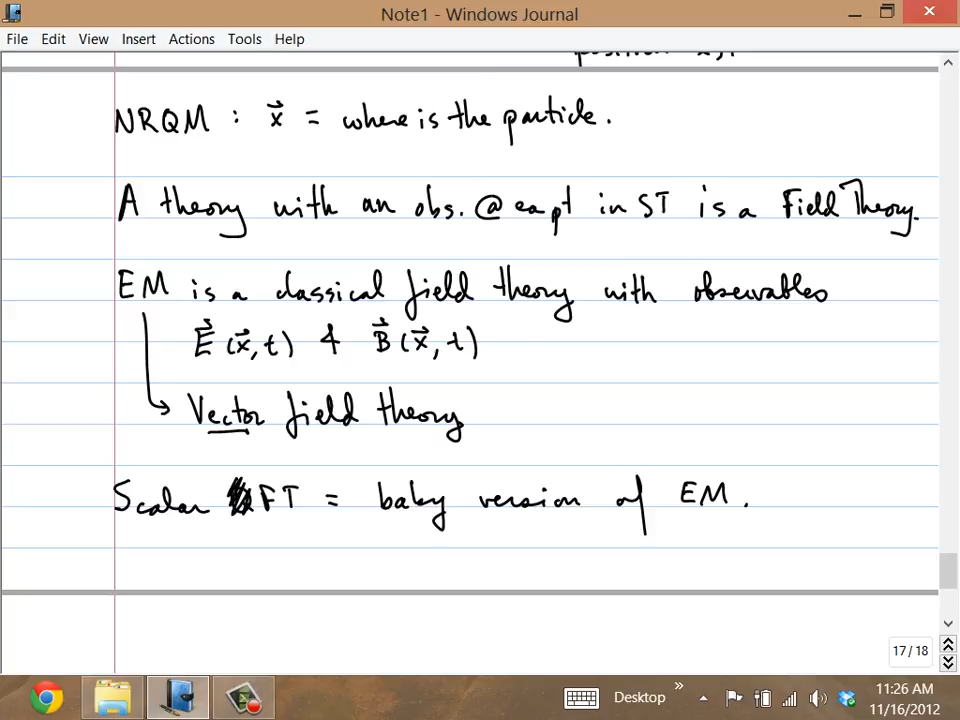 Note1 - Windows Journal
File Edit View Insert Actions Tools Help
NRQM : x⃗ = where is the particle.
A theory with an obs. @ ea pt in ST is a Field Theory.
EM is a classical field theory with observables
E⃗ (x⃗, t) & B⃗ (x⃗, t)
Vector field theory
Scalar FT = baby version of EM.
17 / 18
Desktop
11:26 AM
11/16/2012